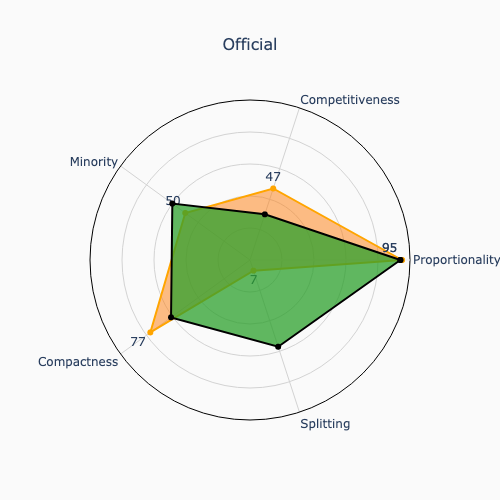 Official
Competitiveness
Minority
47
50
95
Proportionality
7
77
Compactness
Splitting